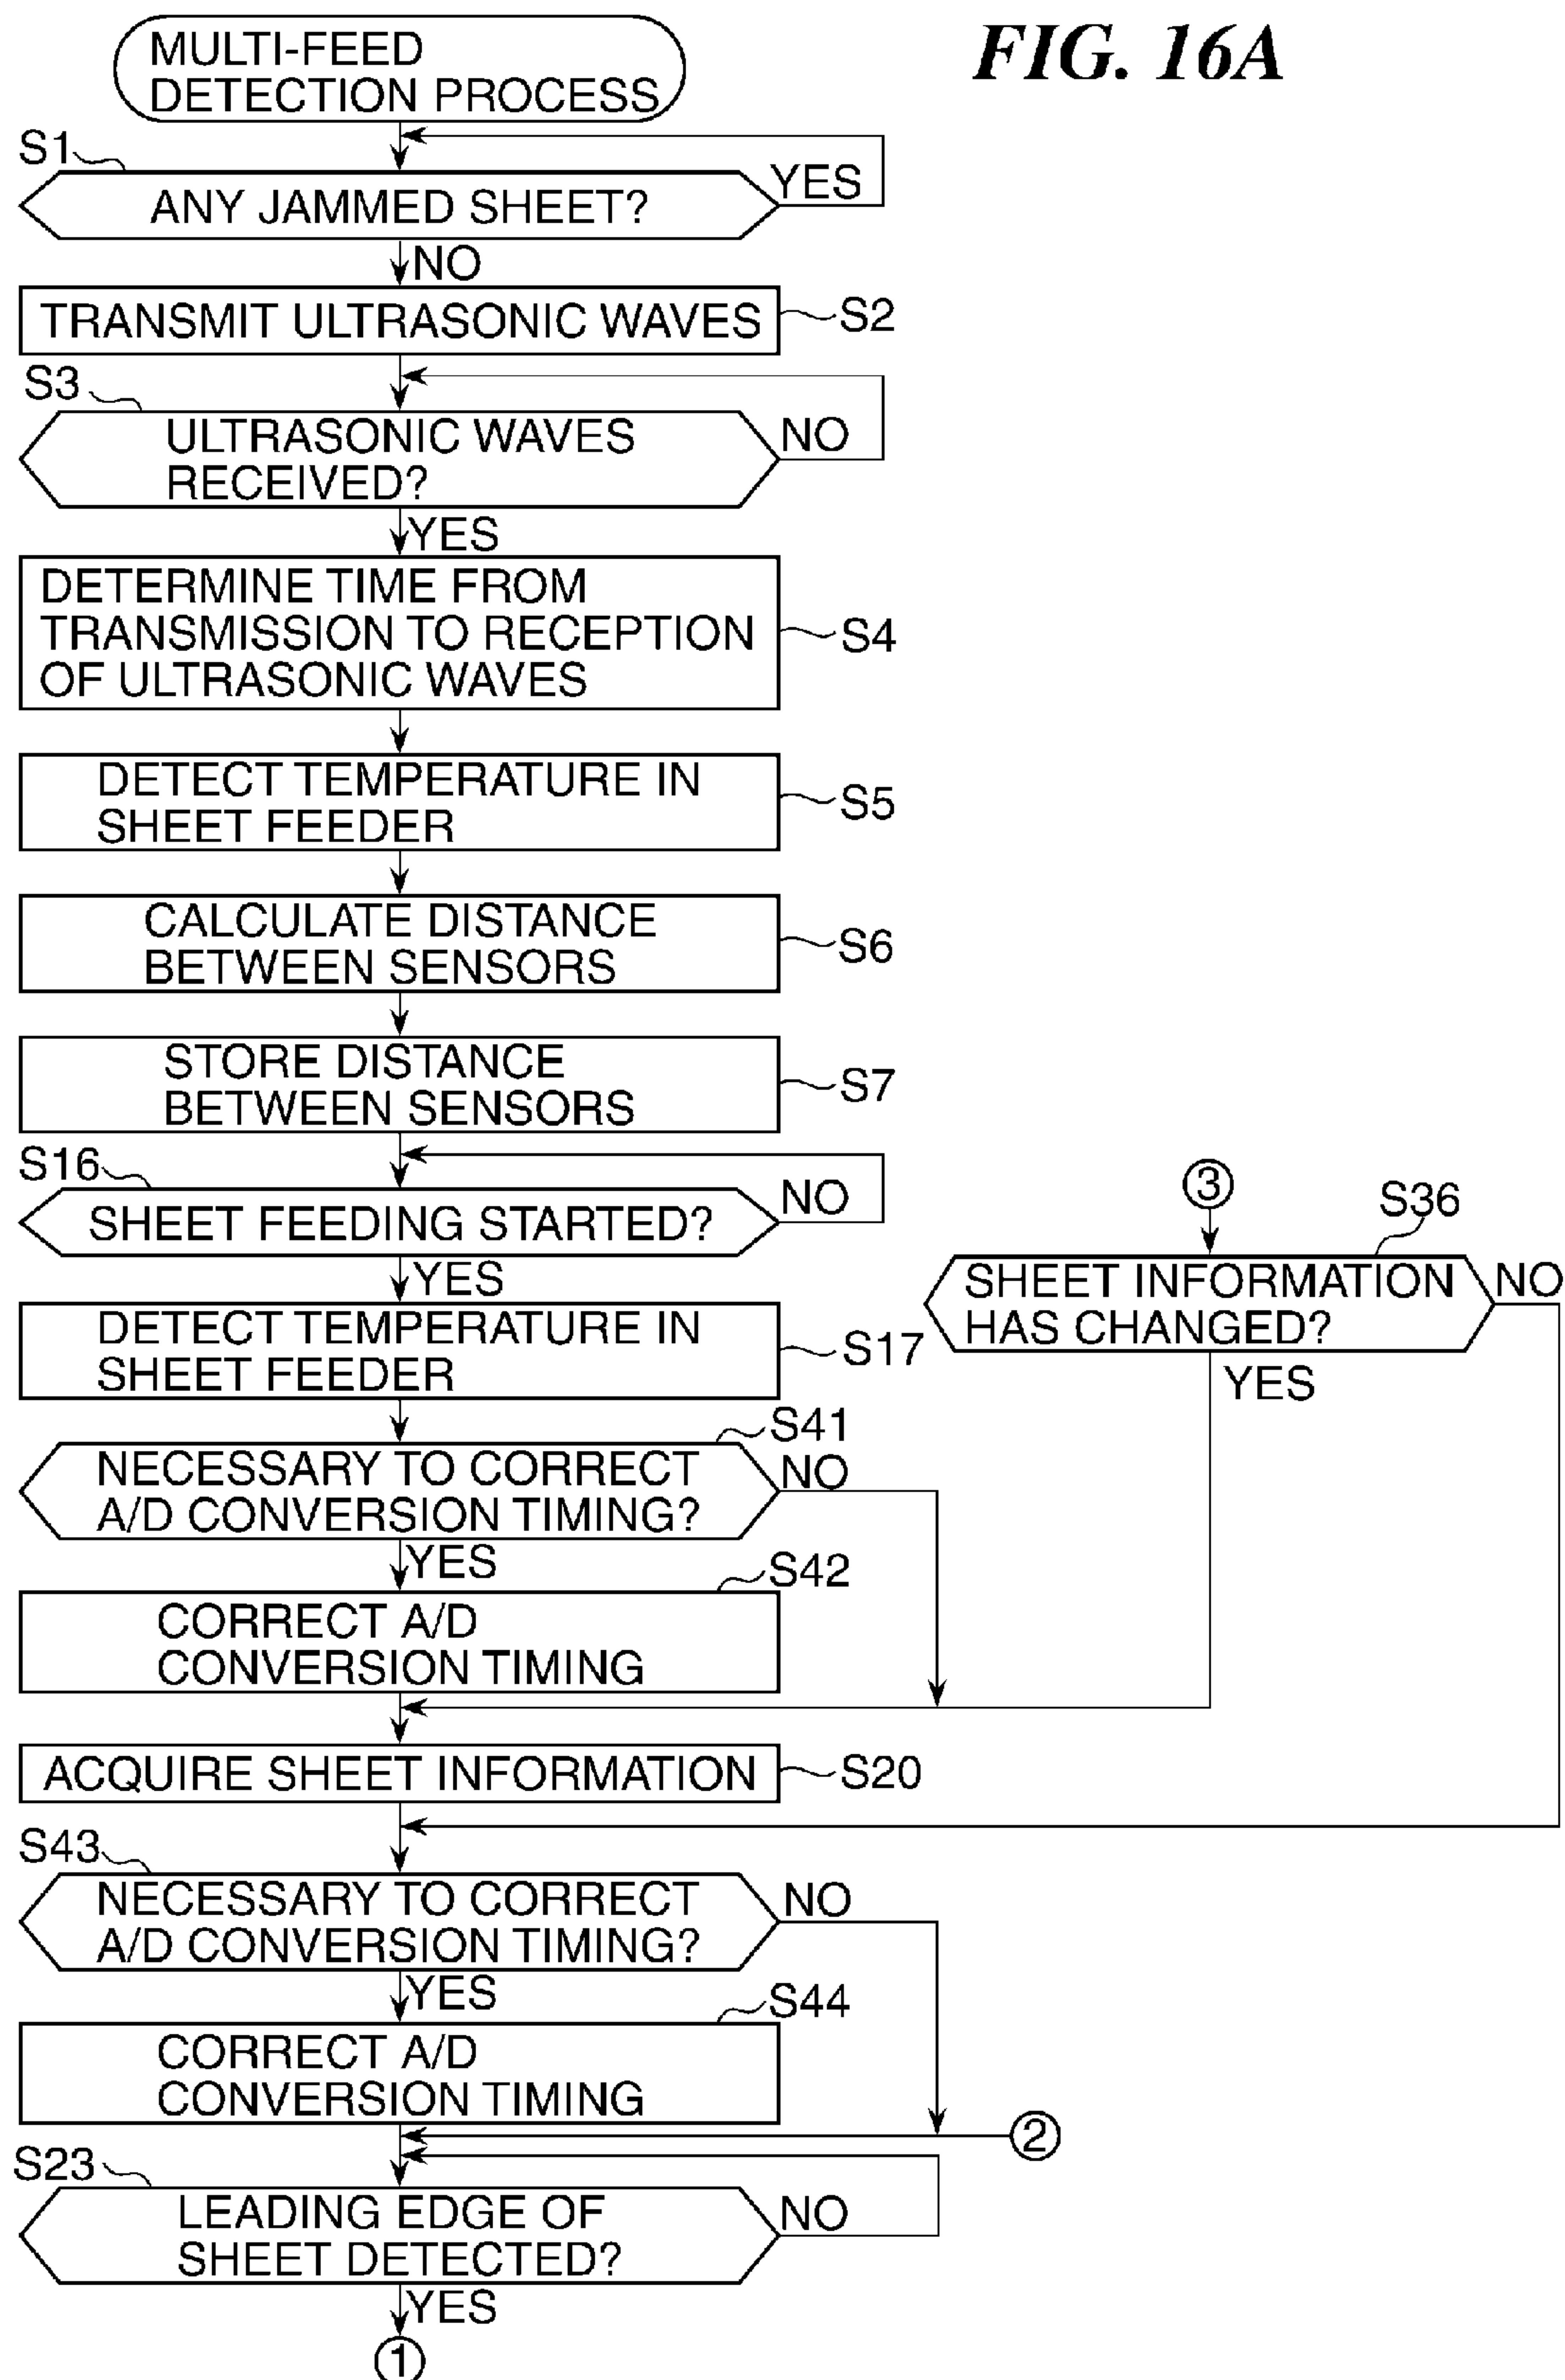 FIG. 16A
MULTI-FEED
DETECTION PROCESS
S1
ANY JAMMED SHEET?
YES
NO
TRANSMIT ULTRASONIC WAVES
S2
S3
ULTRASONIC WAVES
RECEIVED?
NO
YES
DETERMINE TIME FROM
TRANSMISSION TO RECEPTION
OF ULTRASONIC WAVES
S4
DETECT TEMPERATURE IN
SHEET FEEDER
S5
CALCULATE DISTANCE
BETWEEN SENSORS
S6
STORE DISTANCE
BETWEEN SENSORS
S7
S16
SHEET FEEDING STARTED?
NO
YES
3
S36
SHEET INFORMATION
HAS CHANGED?
NO
YES
DETECT TEMPERATURE IN
SHEET FEEDER
S17
S41
NECESSARY TO CORRECT
A/D CONVERSION TIMING?
NO
YES
S42
CORRECT A/D
CONVERSION TIMING
ACQUIRE SHEET INFORMATION
S20
S43
NECESSARY TO CORRECT
A/D CONVERSION TIMING?
NO
YES
S44
CORRECT A/D
CONVERSION TIMING
2
S23
LEADING EDGE OF
SHEET DETECTED?
NO
YES
1